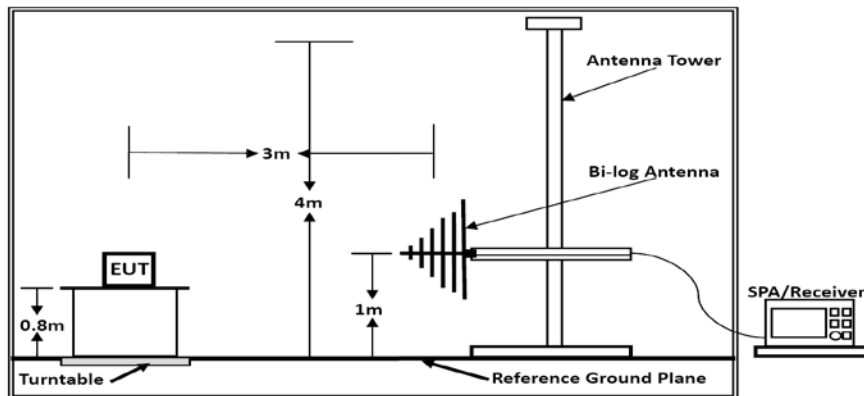 Antenna Tower
3m
Bi-log Antenna
4m
EUT
1m
SPA/Receiver
0.8m
Turntable
Reference Ground Plane